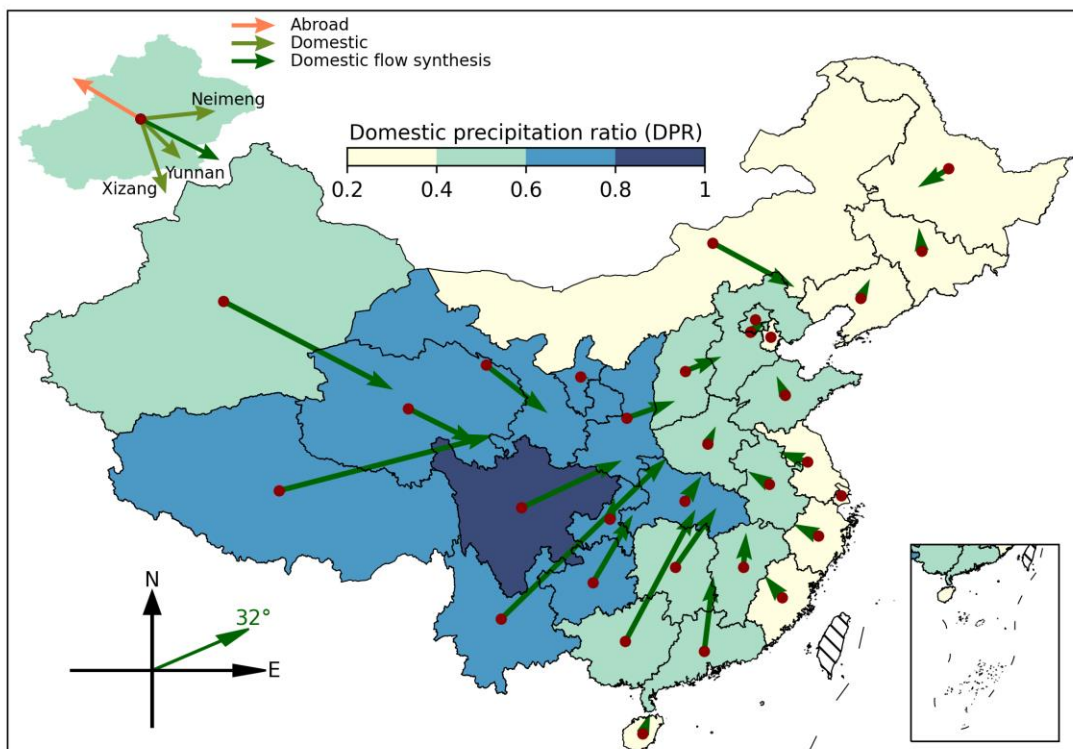 Abroad
Domestic
Domestic flow synthesis
Neimeng
Yunnan
Xizang
Domestic precipitation ratio (DPR)
0.2 0.4 0.6 0.8 1
N
32°
E